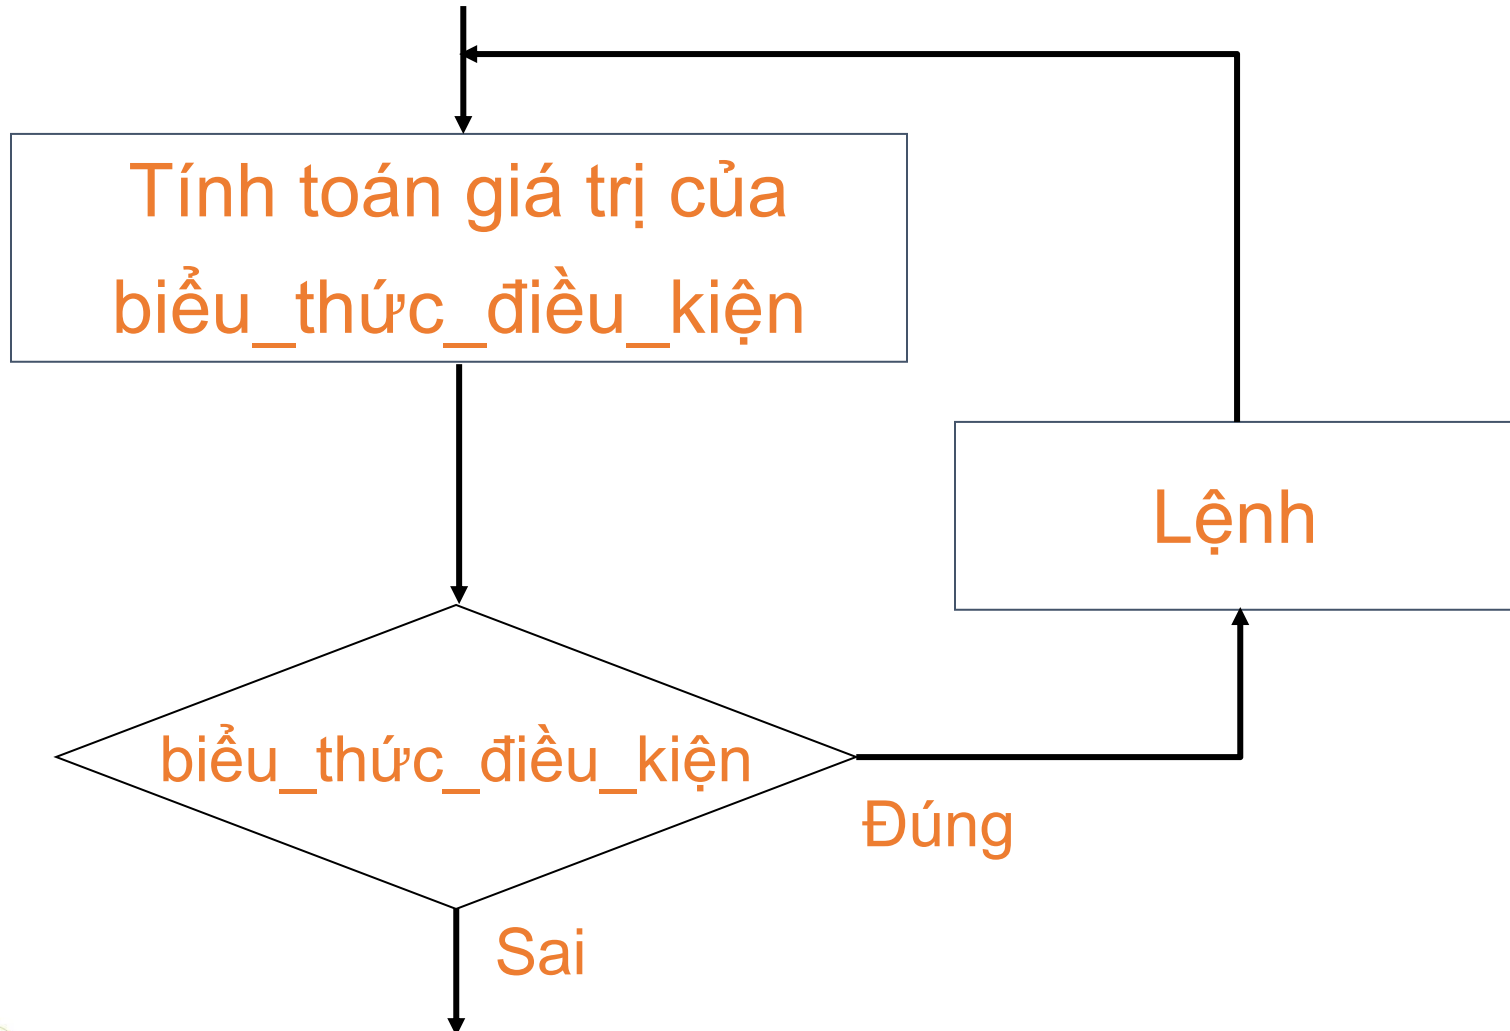 Tính toán giá trị của
biểu_thức_điều_kiện
Lệnh
biểu_thức_điều_kiện
Đúng
Sai